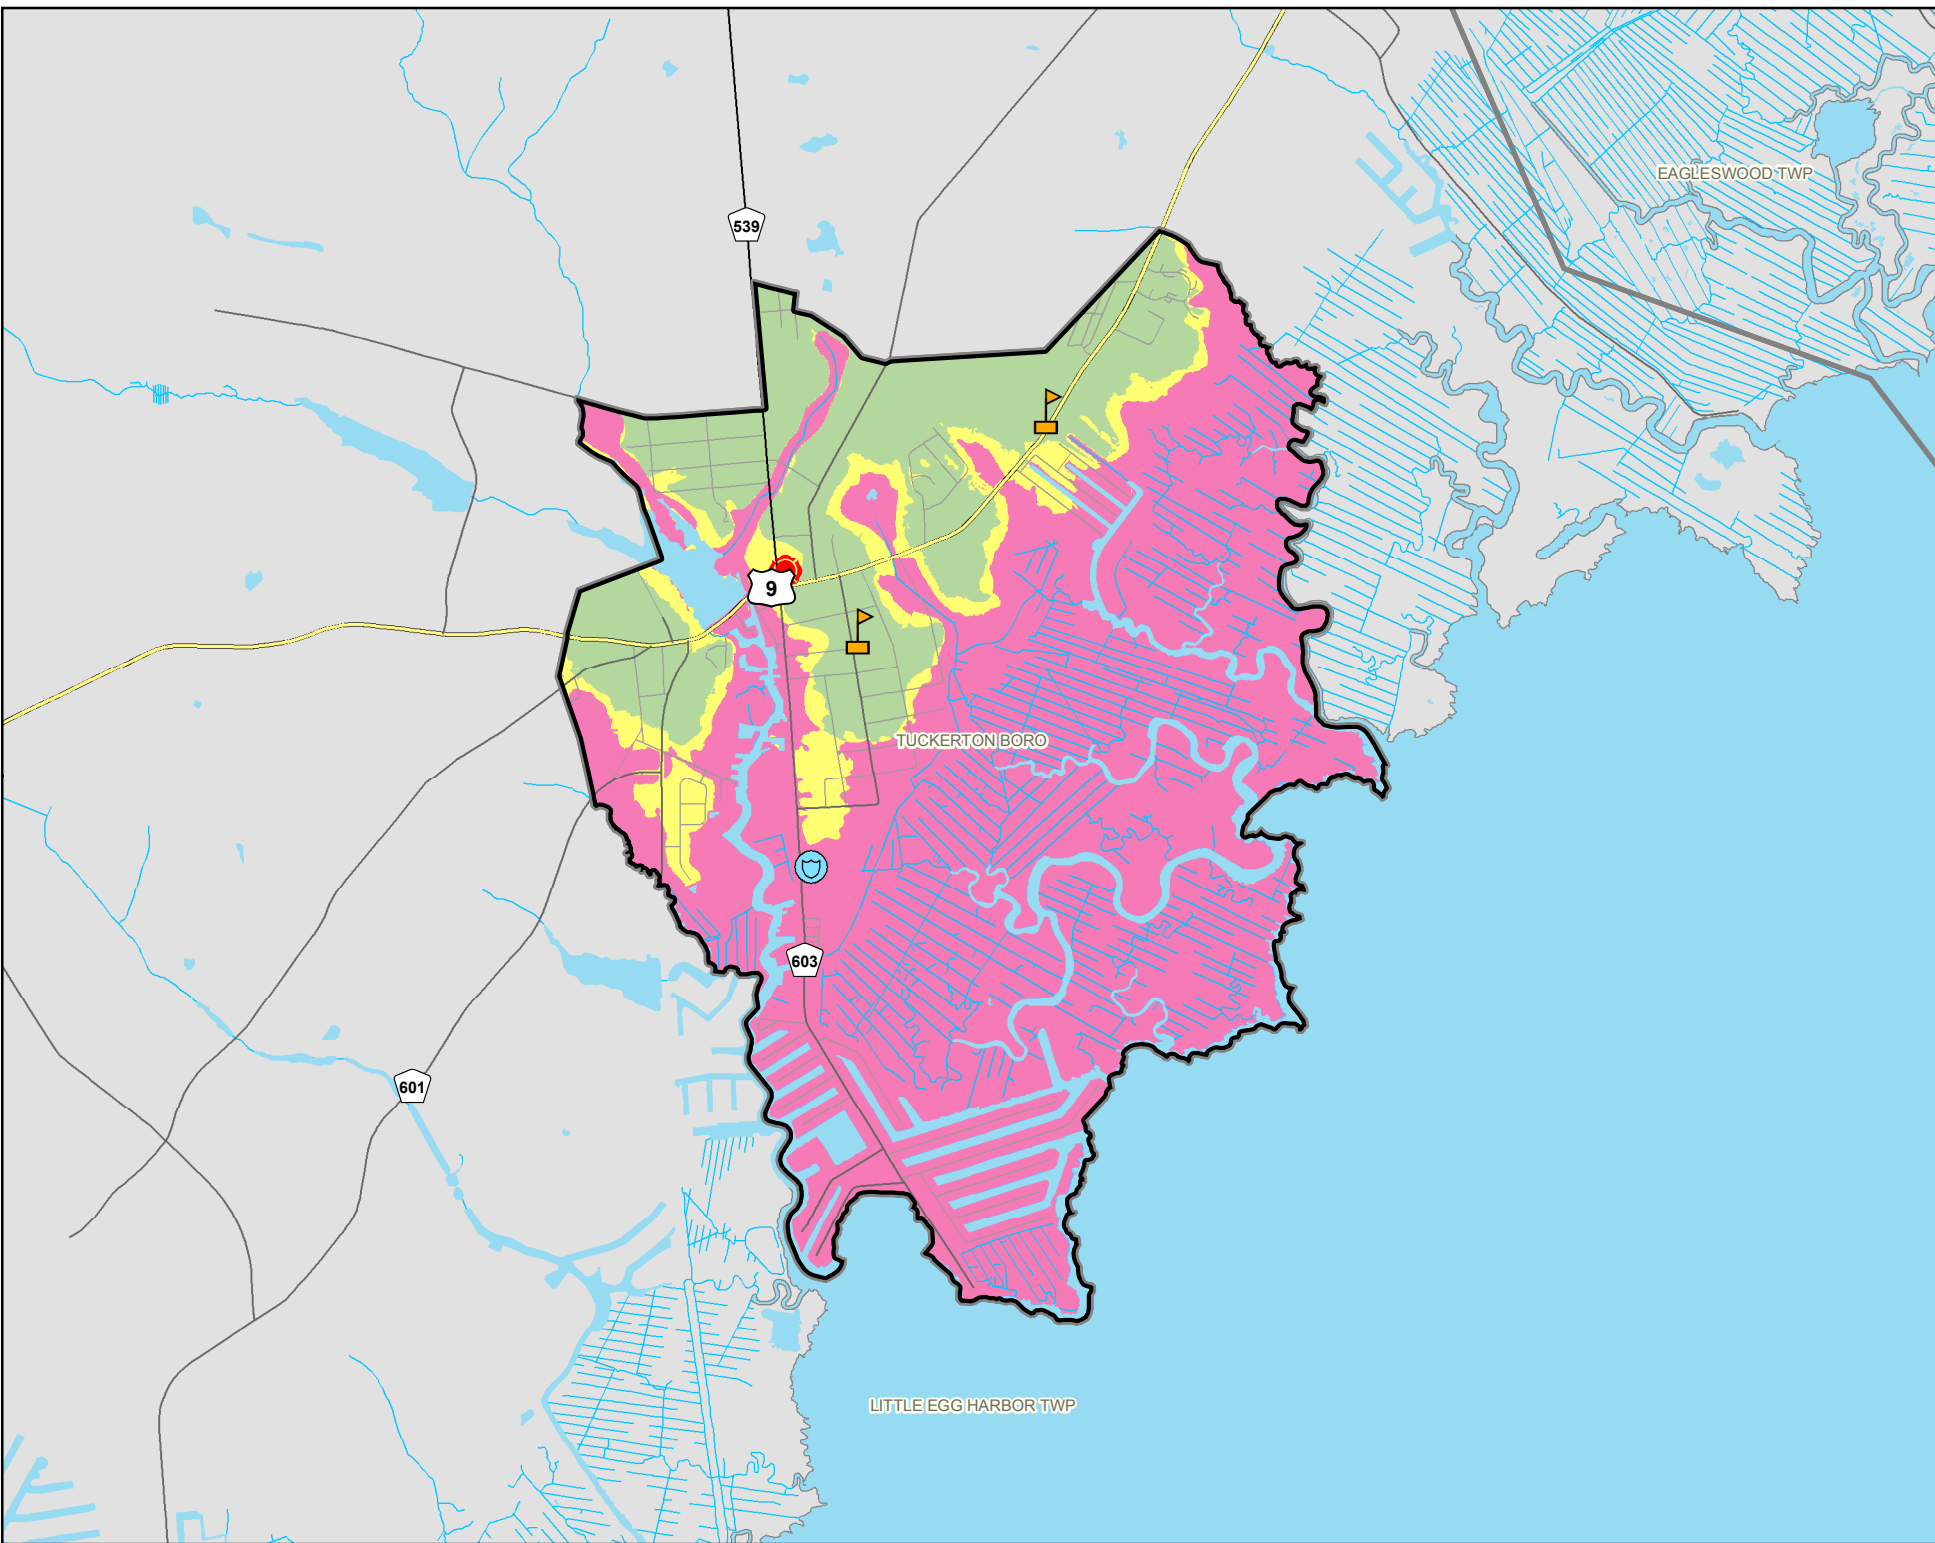 EAGLESWOOD TWP
539
9
TUCKERTON BORO
603
601
LITTLE EGG HARBOR TWP